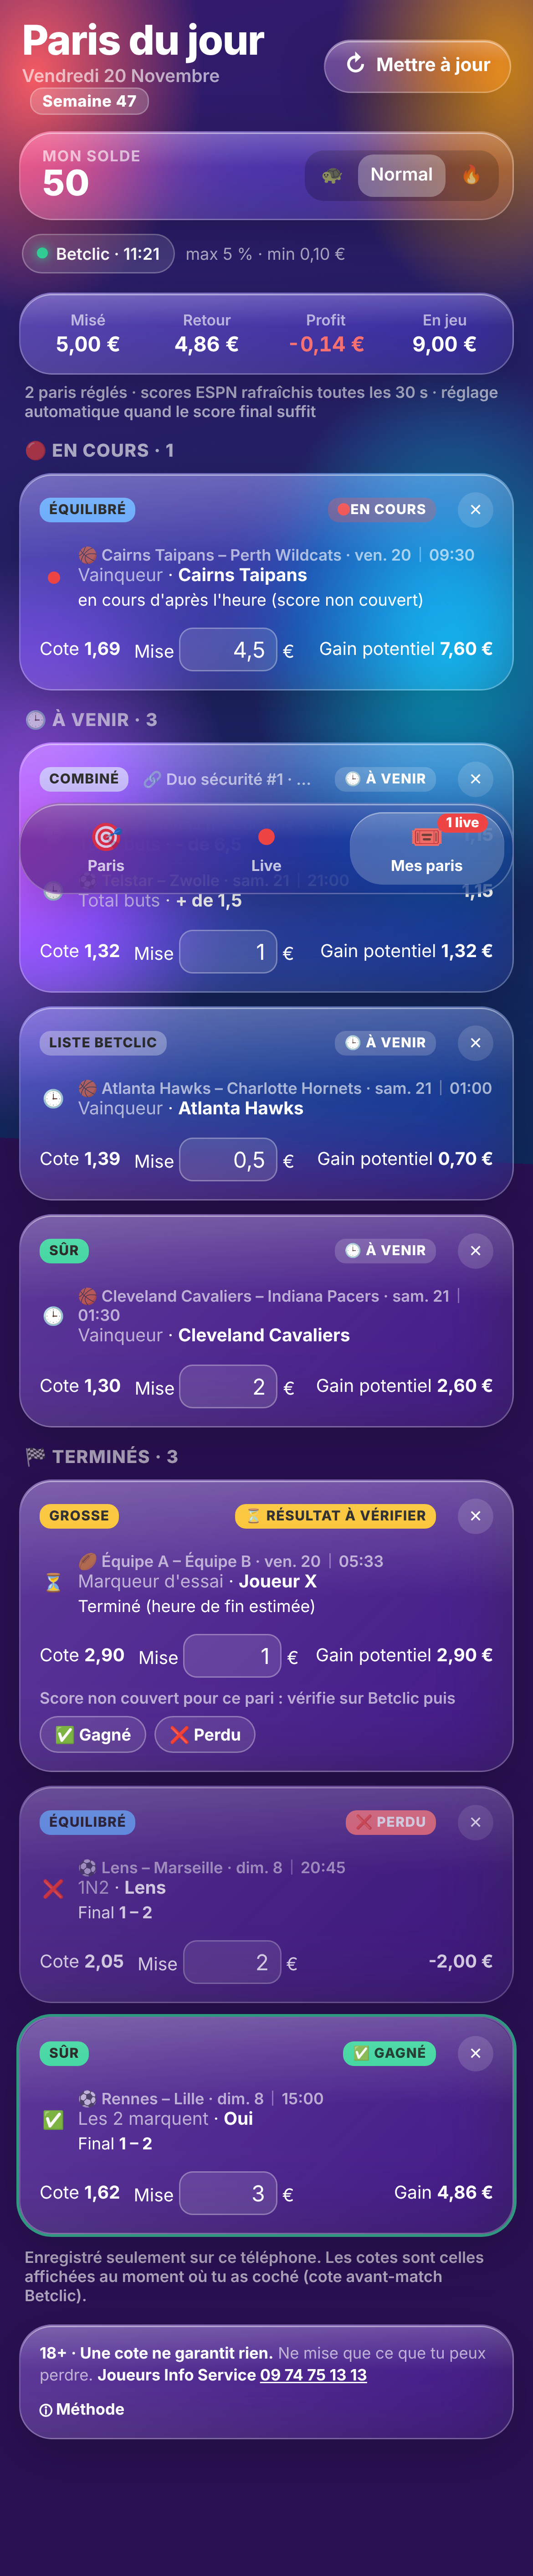 Paris du jour
Vendredi 20 Novembre
Semaine 47
Mettre à jour
MON SOLDE
50
Normal
Betclic · 11:21
max 5 % · min 0,10 €
Misé
Retour
Profit
En jeu
5,00 €
4,86 €
-0,14 €
9,00 €
2 paris réglés · scores ESPN rafraîchis toutes les 30 s · réglage
automatique quand le score final suffit
EN COURS · 1
ÉQUILIBRÉ
EN COURS
✕
Cairns Taipans – Perth Wildcats · ven. 20 | 09:30
Vainqueur · Cairns Taipans
en cours d'après l'heure (score non couvert)
Cote 1,69 Mise 4,5 € Gain potentiel 7,60 €
À VENIR · 3
COMBINÉ
Duo sécurité #1 · ...
À VENIR
✕
1 live
- de 6,5
1,15
Paris
Live
Mes paris
Telstar – Zwolle · sam. 21 | 21:00
Total buts · + de 1,5
1,15
Cote 1,32 Mise 1 € Gain potentiel 1,32 €
LISTE BETCLIC
À VENIR
✕
Atlanta Hawks – Charlotte Hornets · sam. 21 | 01:00
Vainqueur · Atlanta Hawks
Cote 1,39 Mise 0,5 € Gain potentiel 0,70 €
SÛR
À VENIR
✕
Cleveland Cavaliers – Indiana Pacers · sam. 21 |
01:30
Vainqueur · Cleveland Cavaliers
Cote 1,30 Mise 2 € Gain potentiel 2,60 €
TERMINÉS · 3
GROSSE
RÉSULTAT À VÉRIFIER
✕
Équipe A – Équipe B · ven. 20 | 05:33
Marqueur d'essai · Joueur X
Terminé (heure de fin estimée)
Cote 2,90 Mise 1 € Gain potentiel 2,90 €
Score non couvert pour ce pari : vérifie sur Betclic puis
Gagné
Perdu
ÉQUILIBRÉ
PERDU
✕
Lens – Marseille · dim. 8 | 20:45
1N2 · Lens
Final 1 – 2
Cote 2,05 Mise 2 € -2,00 €
SÛR
GAGNÉ
✕
Rennes – Lille · dim. 8 | 15:00
Les 2 marquent · Oui
Final 1 – 2
Cote 1,62 Mise 3 € Gain 4,86 €
Enregistré seulement sur ce téléphone. Les cotes sont celles
affichées au moment où tu as coché (cote avant-match
Betclic).
18+ · Une cote ne garantit rien. Ne mise que ce que tu peux
perdre. Joueurs Info Service 09 74 75 13 13
Méthode